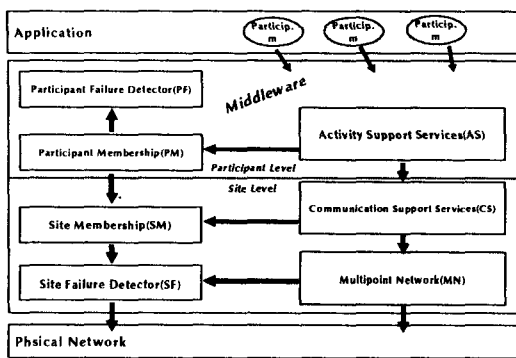 Application
Particip.
m
Particip.
m
Particip.
m
Middleware
Participant Failure Detector(PF)
Participant Membership(PM)
Activity Support Services(AS)
Participant Level
Site Level
Site Membership(SM)
Communication Support Services(CS)
Site Failure Detector(SF)
Multipoint Network(MN)
Phsical Network